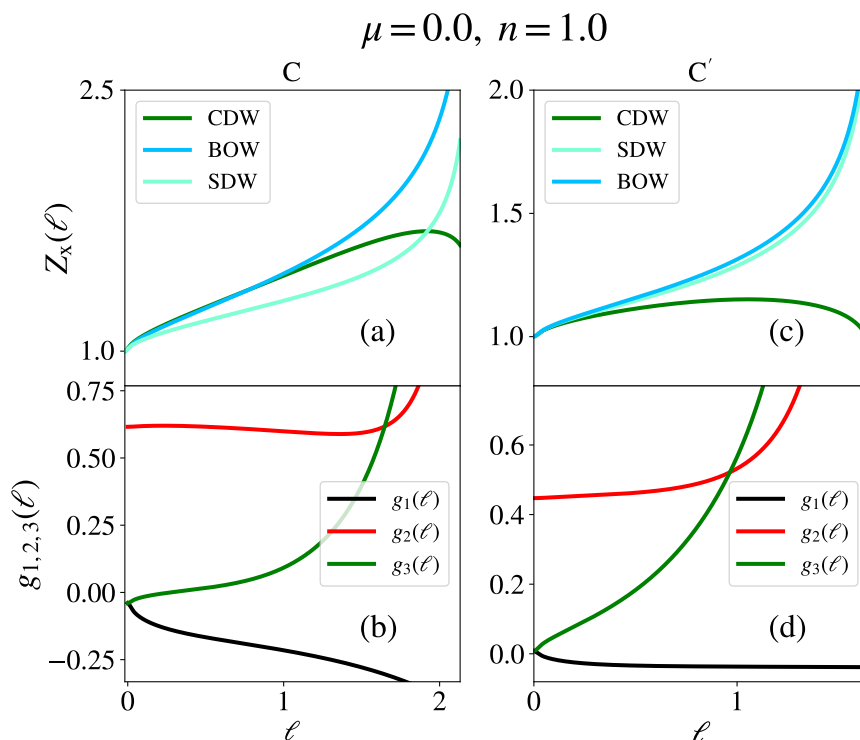 μ=0.0, n=1.0
C
2.5
CDW
BOW
SDW
Z_x(ℓ)
1.0
(a)
C′
2.0
CDW
SDW
BOW
1.5
1.0
(c)
0.75
0.50
0.25
0.00
−0.25
g_{1,2,3}(ℓ)
g_1(ℓ)
g_2(ℓ)
g_3(ℓ)
(b)
0
1
2
ℓ
0.6
0.4
0.2
0.0
g_1(ℓ)
g_2(ℓ)
g_3(ℓ)
(d)
0
1
ℓ